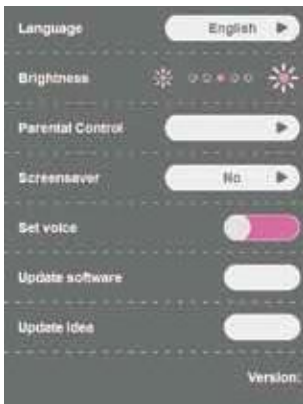 Language English
Brightness
Parental Control
Screensaver No
Set voice
Update software
Update idea
Version: